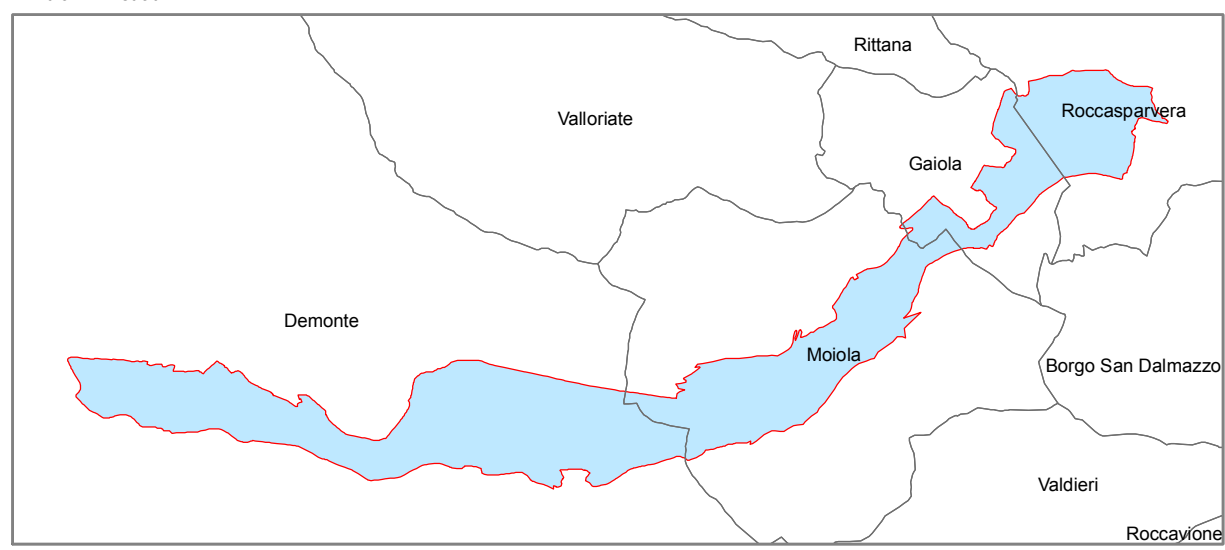 Rittana
Roccasparvera
Valloriate
Gaiola
Demonte
Moiola
Borgo San Dalmazzo
Valdieri
Roccavione